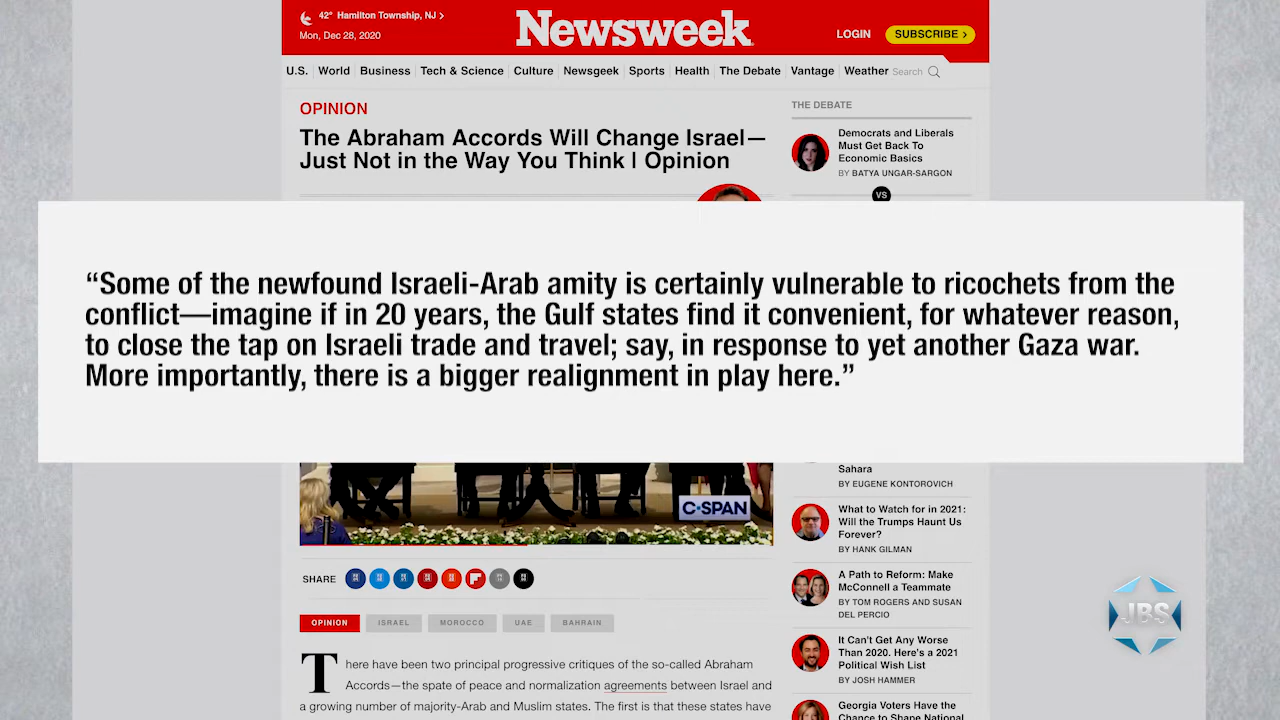 42° Hamilton Township, NJ >
Mon, Dec 28, 2020
Newsweek
LOGIN
SUBSCRIBE >
U.S. World Business Tech & Science Culture Newsgeek Sports Health The Debate Vantage Weather Search
OPINION
The Abraham Accords Will Change Israel—
Just Not in the Way You Think | Opinion
THE DEBATE
Democrats and Liberals
Must Get Back To
Economic Basics
BY BATYA UNGAR-SARGON
VS
“Some of the newfound Israeli-Arab amity is certainly vulnerable to ricochets from the
conflict—imagine if in 20 years, the Gulf states find it convenient, for whatever reason,
to close the tap on Israeli trade and travel; say, in response to yet another Gaza war.
More importantly, there is a bigger realignment in play here.”
C-SPAN
SHARE
OPINION ISRAEL MOROCCO UAE BAHRAIN
There have been two principal progressive critiques of the so-called Abraham
Accords—the spate of peace and normalization agreements between Israel and
a growing number of majority-Arab and Muslim states. The first is that these states have
Sahara
BY EUGENE KONTOROVICH
What to Watch for in 2021:
Will the Trumps Haunt Us
Forever?
BY HANK GILMAN
A Path to Reform: Make
McConnell a Teammate
BY TOM ROGERS AND SUSAN
DEL PERCIO
It Can't Get Any Worse
Than 2020. Here's a 2021
Political Wish List
BY JOSH HAMMER
Georgia Voters Have the
Chance to Shape National
JBS